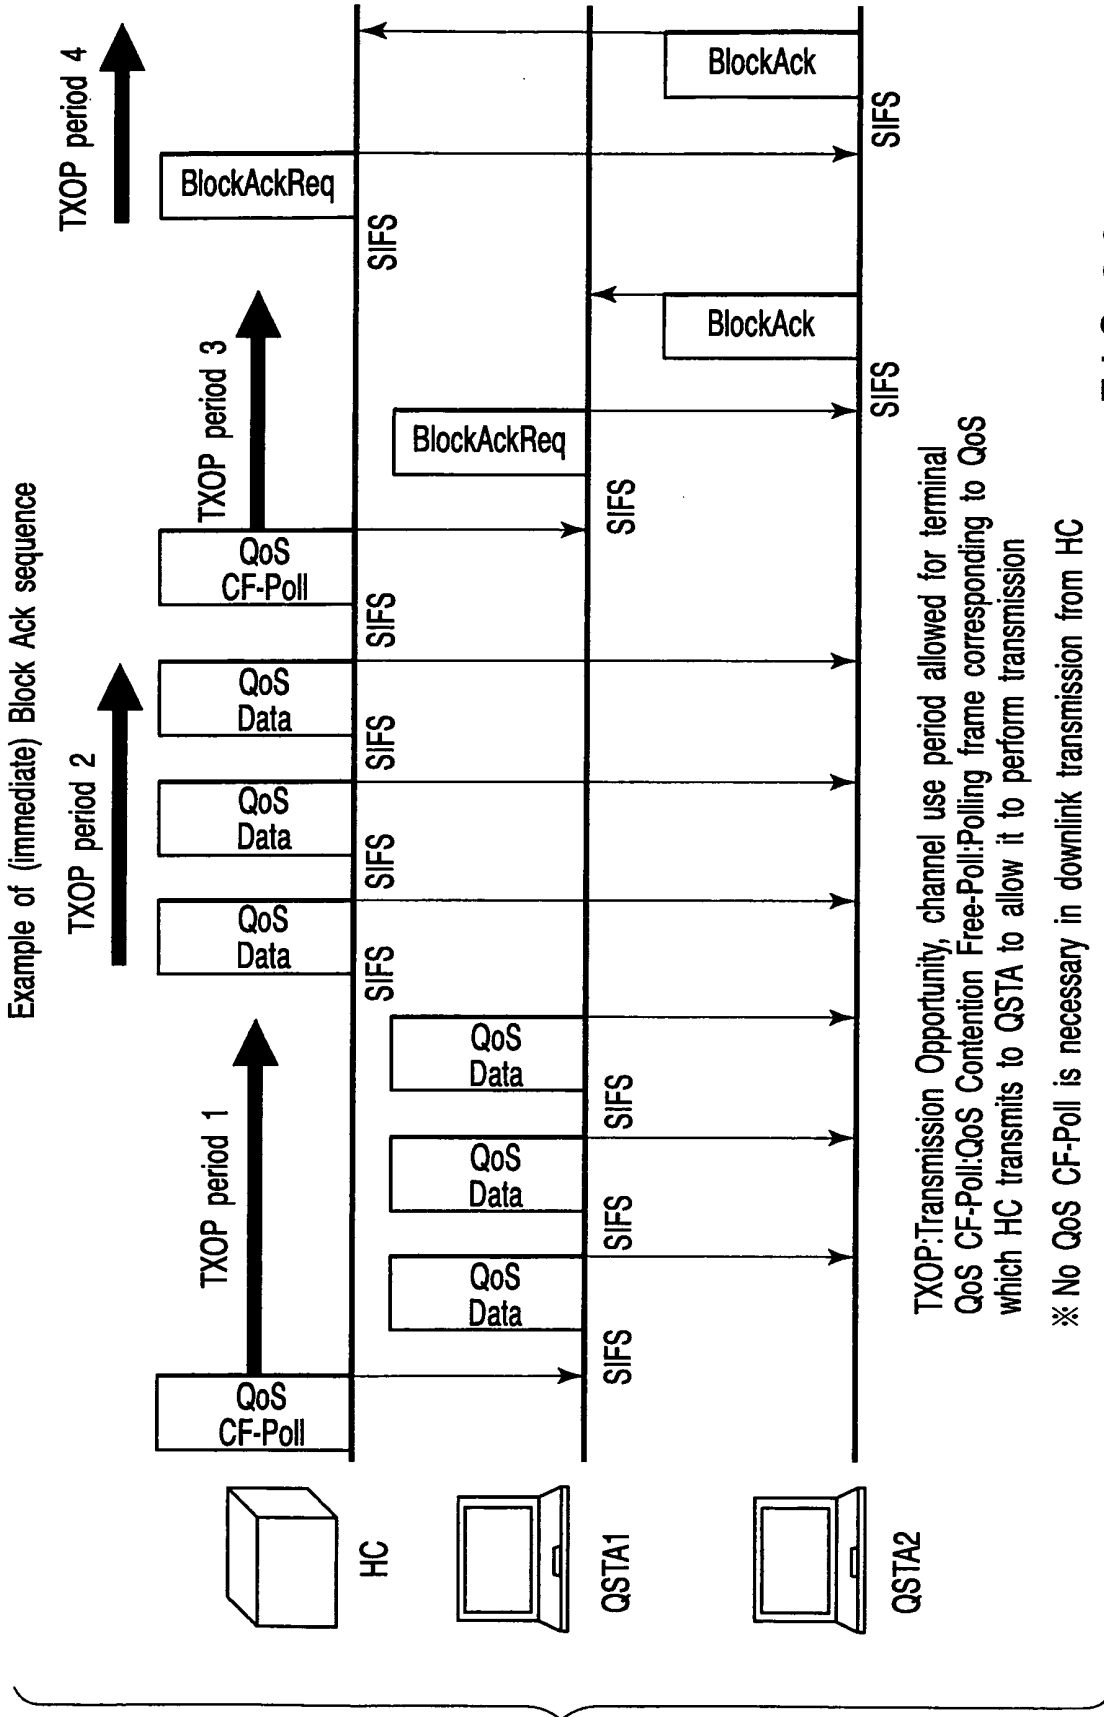 Example of (immediate) Block Ack sequence
TXOP period 1
TXOP period 2
TXOP period 3
TXOP period 4
HC
QoS
CF-Poll
QoS
Data
QoS
Data
QoS
Data
QoS
CF-Poll
BlockAckReq
SIFS
SIFS
SIFS
SIFS
SIFS
QSTA1
QoS
Data
QoS
Data
QoS
Data
BlockAckReq
SIFS
SIFS
SIFS
SIFS
QSTA2
BlockAck
BlockAck
SIFS
SIFS
TXOP:Transmission Opportunity, channel use period allowed for terminal
QoS CF-Poll:QoS Contention Free-Poll:Polling frame corresponding to QoS
which HC transmits to QSTA to allow it to perform transmission
※ No QoS CF-Poll is necessary in downlink transmission from HC